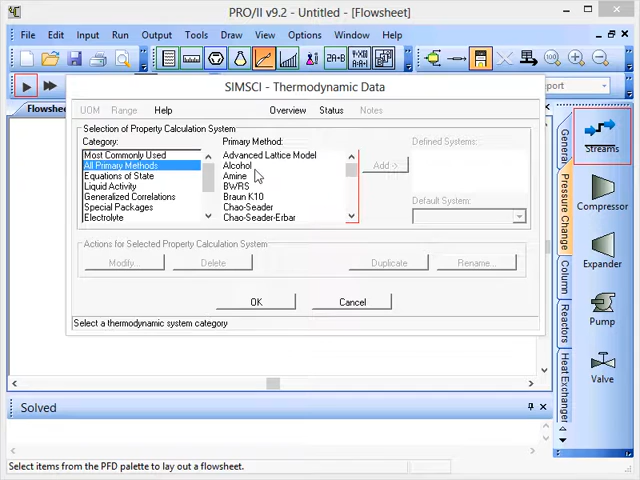 PRO/II v9.2 - Untitled - [Flowsheet]
File Edit Input Run Output Tools Draw View Options Window Help
SIMSCI - Thermodynamic Data
UOM Range Help Overview Status Notes
Selection of Property Calculation System
Category:
Most Commonly Used
All Primary Methods
Equations of State
Liquid Activity
Generalized Correlations
Special Packages
Electrolyte
Primary Method:
Advanced Lattice Model
Alcohol
Amine
BWRS
Braun K10
Chao-Seader
Chao-Seader-Erbar
Add ->
Defined Systems:
Default System:
Actions for Selected Property Calculation System
Modify... Delete Duplicate Rename...
OK Cancel
Select a thermodynamic system category
Flowshee
port
General
Pressure Change
Column
Reactors
Heat Exchanger
Streams
Compressor
Expander
Pump
Valve
Solved
Select items from the PFD palette to lay out a flowsheet.